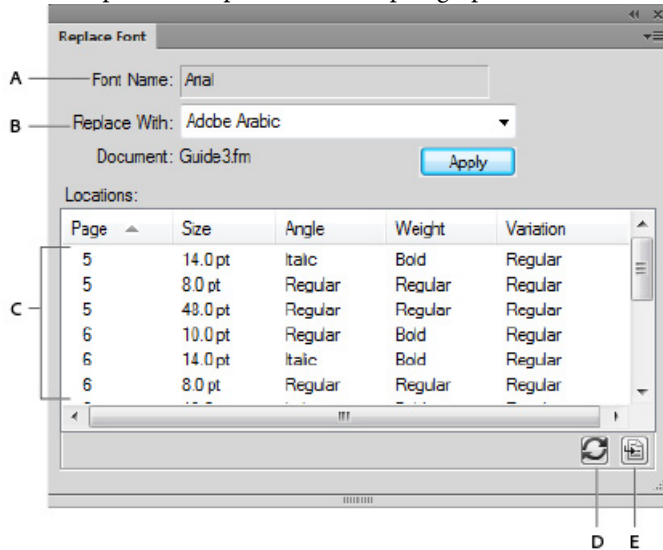 Replace Font
A Font Name: Arial
B Replace With: Adobe Arabic
Document: Guide3.fm Apply
Locations:
Page Size Angle Weight Variation
5 14.0 pt Italic Bold Regular
5 8.0 pt Regular Regular Regular
C 5 48.0 pt Regular Regular Regular
6 10.0 pt Regular Bold Regular
6 14.0 pt Italic Bold Regular
6 8.0 pt Regular Regular Regular
D E